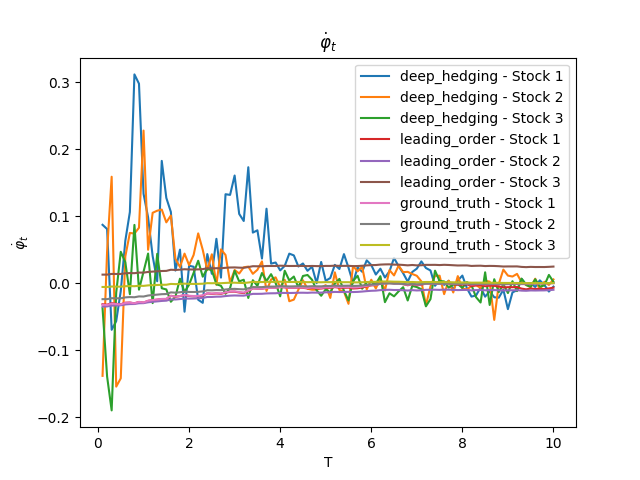 φ̇ₜ
0.3
0.2
0.1
0.0
−0.1
−0.2
φ̇ₜ
0
2
4
6
8
10
T
deep_hedging - Stock 1
deep_hedging - Stock 2
deep_hedging - Stock 3
leading_order - Stock 1
leading_order - Stock 2
leading_order - Stock 3
ground_truth - Stock 1
ground_truth - Stock 2
ground_truth - Stock 3